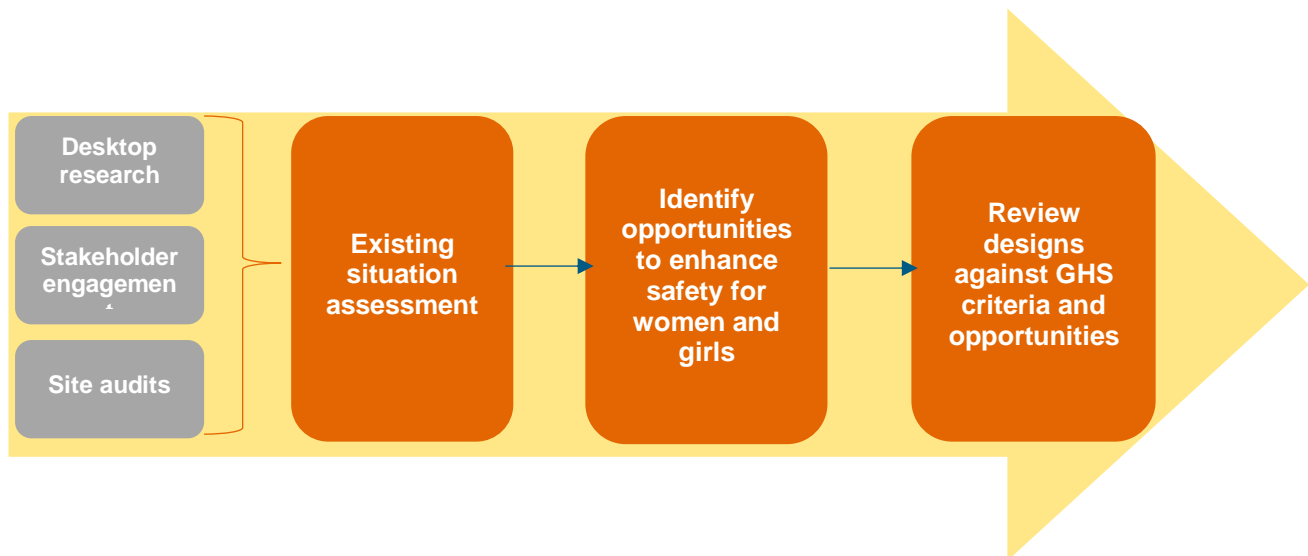 Desktop
research
Stakeholder
engagemen
Site audits
Existing
situation
assessment
Identify
opportunities
to enhance
safety for
women and
girls
Review
designs
against GHS
criteria and
opportunities